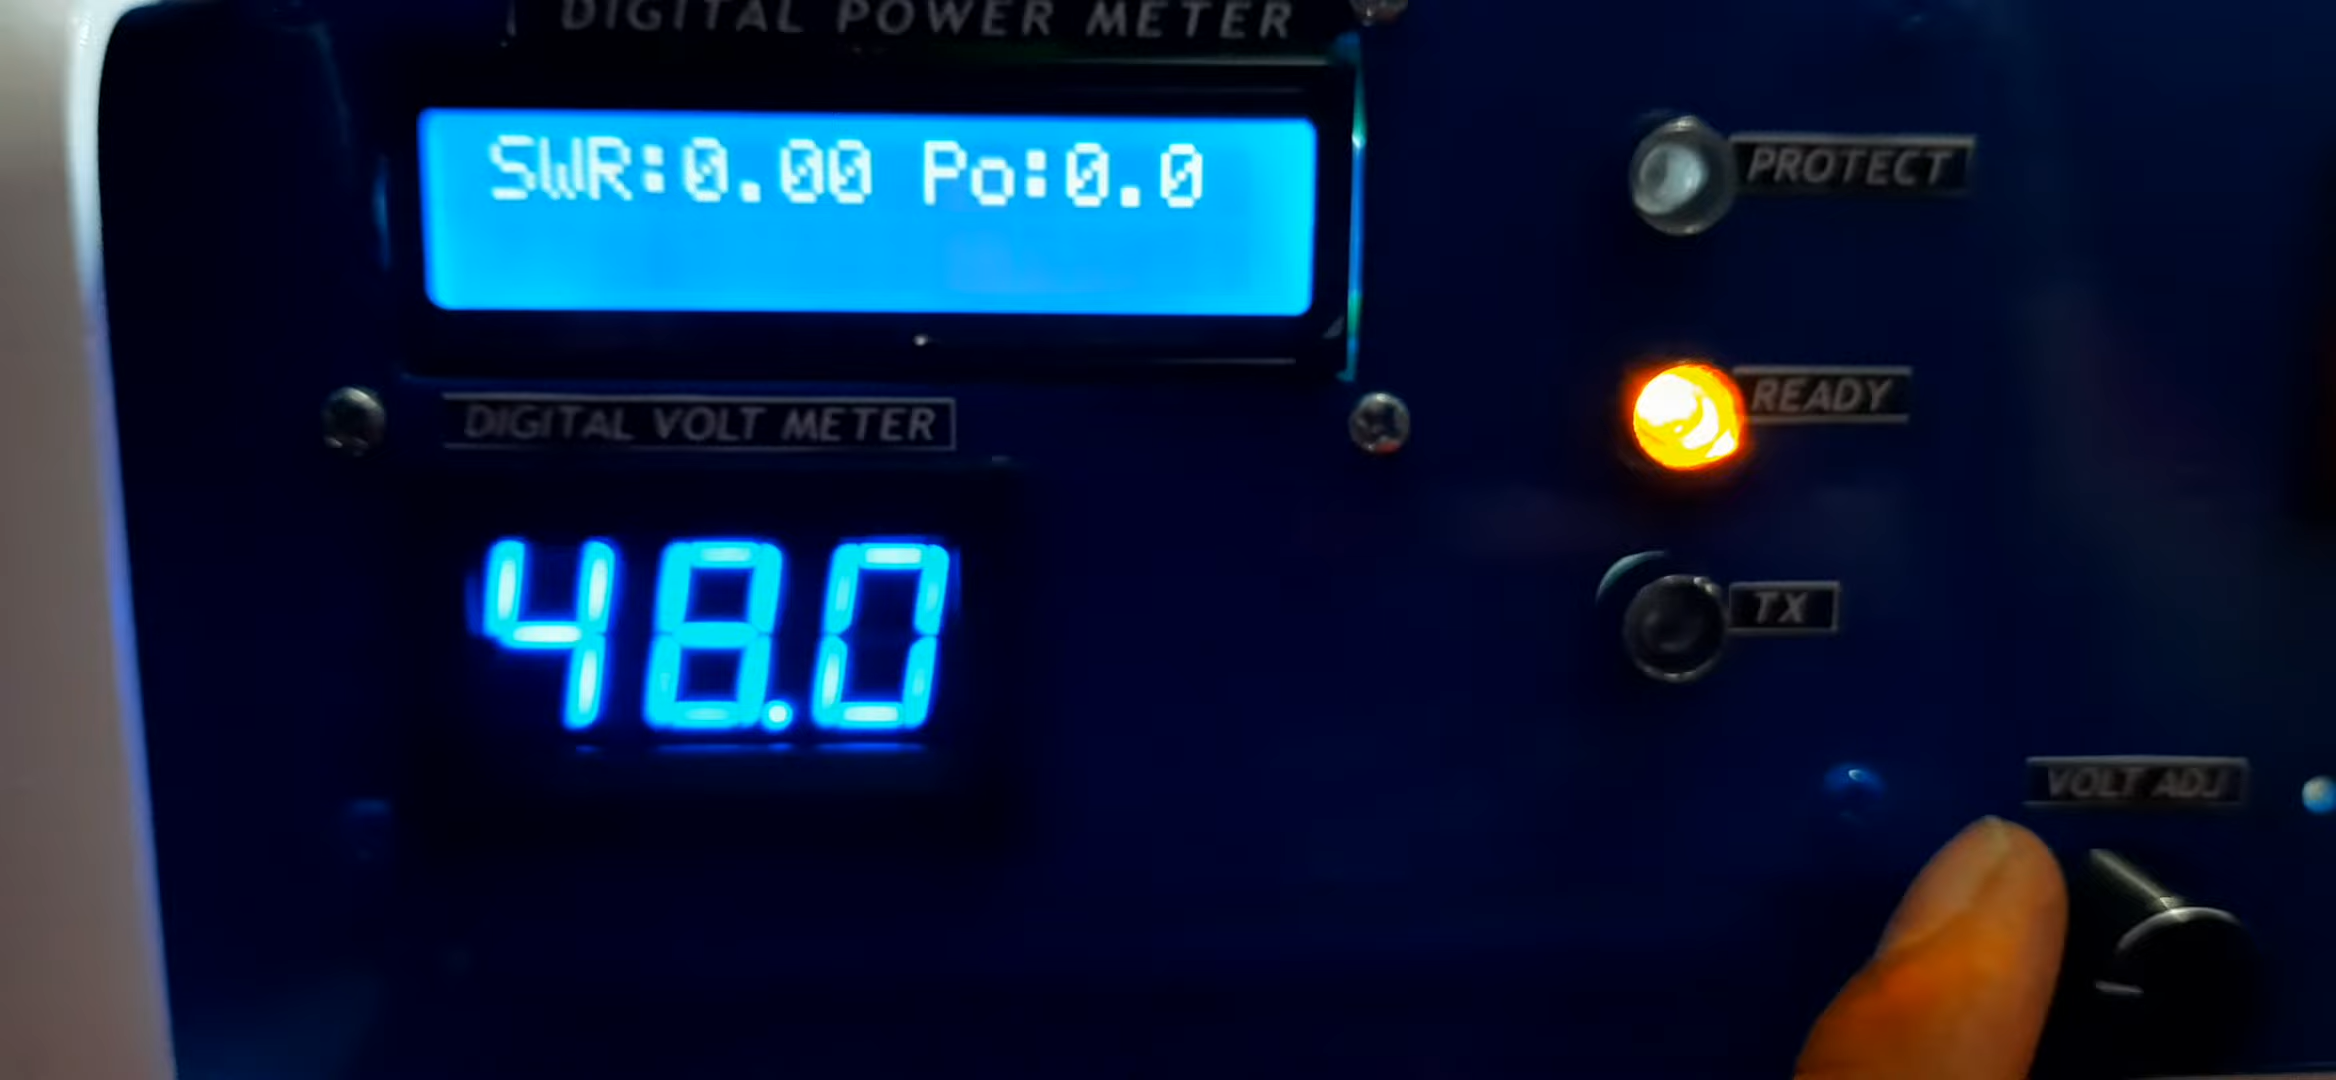 DIGITAL POWER METER
SWR:0.00 Po:0.0
PROTECT
READY
DIGITAL VOLT METER
48.0
TX
VOLT ADJ